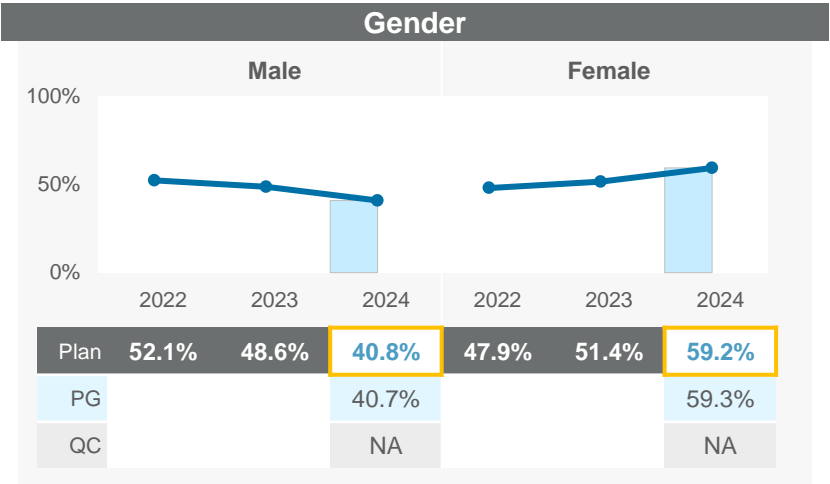 Gender
Male Female
100%
50%
0%
2022 2023 2024 2022 2023 2024
Plan 52.1% 48.6% 40.8% 47.9% 51.4% 59.2%
PG 40.7% 59.3%
QC NA NA